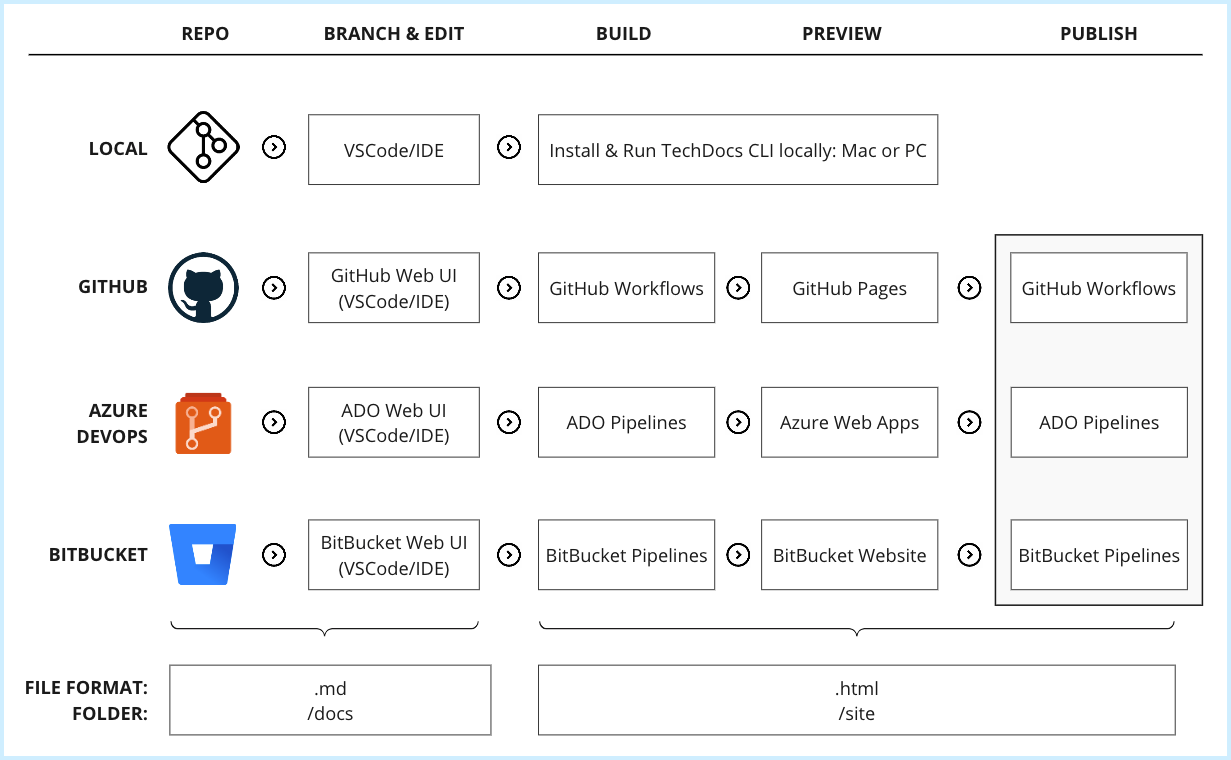 REPO
BRANCH & EDIT
BUILD
PREVIEW
PUBLISH
LOCAL
VSCode/IDE
Install & Run TechDocs CLI locally: Mac or PC
GITHUB
GitHub Web UI
(VSCode/IDE)
GitHub Workflows
GitHub Pages
GitHub Workflows
AZURE
DEVOPS
ADO Web UI
(VSCode/IDE)
ADO Pipelines
Azure Web Apps
ADO Pipelines
BITBUCKET
BitBucket Web UI
(VSCode/IDE)
BitBucket Pipelines
BitBucket Website
BitBucket Pipelines
FILE FORMAT:
FOLDER:
.md
/docs
.html
/site